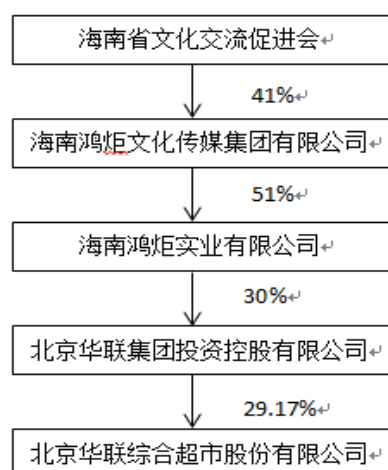 海南省文化交流促进会
41%
海南鸿炬文化传媒集团有限公司
51%
海南鸿炬实业有限公司
30%
北京华联集团投资控股有限公司
29.17%
北京华联综合超市股份有限公司